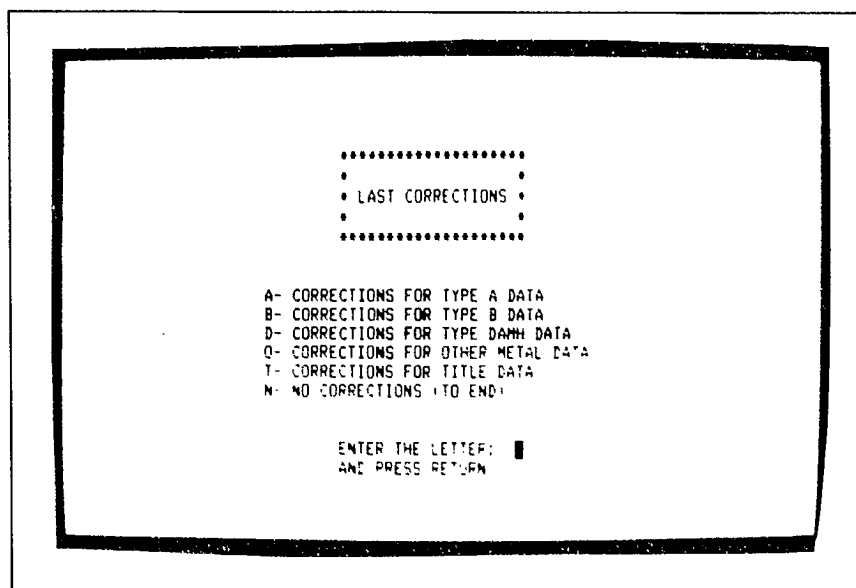 LAST CORRECTIONS
A- CORRECTIONS FOR TYPE A DATA
B- CORRECTIONS FOR TYPE B DATA
D- CORRECTIONS FOR TYPE DAMH DATA
O- CORRECTIONS FOR OTHER METAL DATA
T- CORRECTIONS FOR TITLE DATA
N- NO CORRECTIONS (TO END)
ENTER THE LETTER:
AND PRESS RETURN